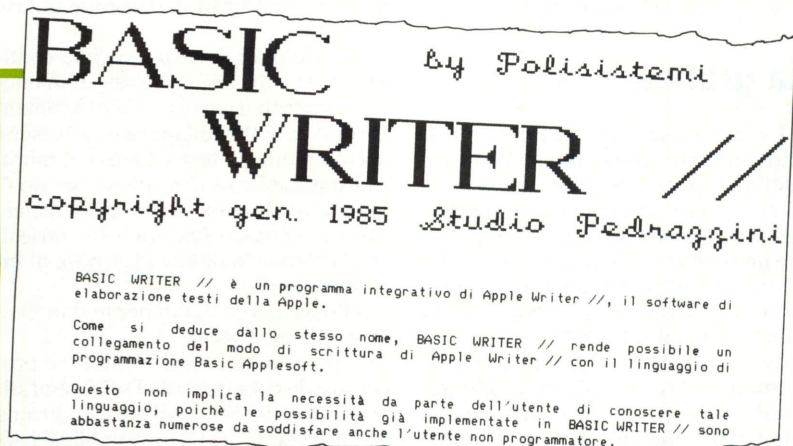 BASIC by Polisistemi
WRITER //
copyright gen. 1985 Studio Pedrazzini
BASIC WRITER // è un programma integrativo di Apple Writer //, il software di
elaborazione testi della Apple.
Come si deduce dallo stesso nome, BASIC WRITER // rende possibile un
collegamento del modo di scrittura di Apple Writer // con il linguaggio di
programmazione Basic Applesoft.
Questo non implica la necessità da parte dell'utente di conoscere tale
linguaggio, poichè le possibilità già implementate in BASIC WRITER // sono
abbastanza numerose da soddisfare anche l'utente non programmatore.